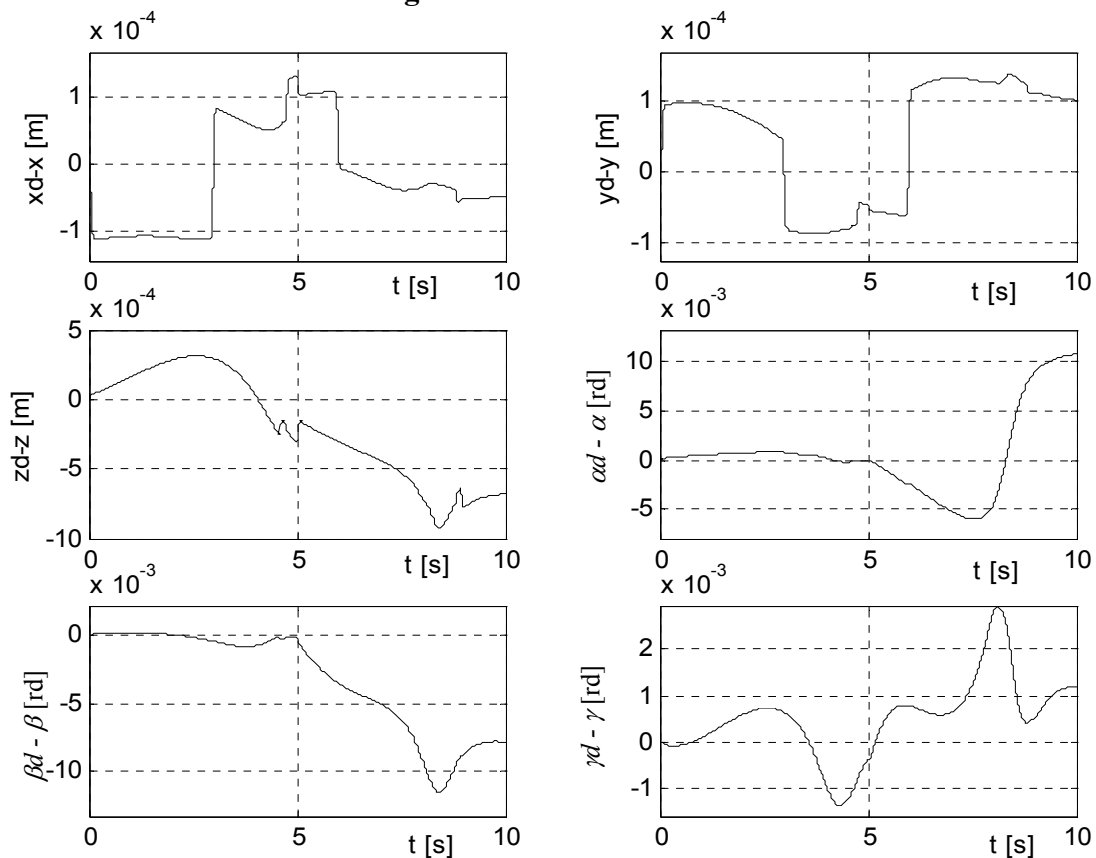 g
x 10^-4
1
0
-1
xd-x [m]
0
5
10
t [s]
x 10^-4
1
0
-1
yd-y [m]
0
5
10
t [s]
x 10^-4
5
0
-5
-10
zd-z [m]
0
5
10
t [s]
x 10^-3
10
5
0
-5
αd - α [rd]
0
5
10
t [s]
x 10^-3
0
-5
-10
βd - β [rd]
0
5
10
t [s]
x 10^-3
2
1
0
-1
γd - γ [rd]
0
5
10
t [s]